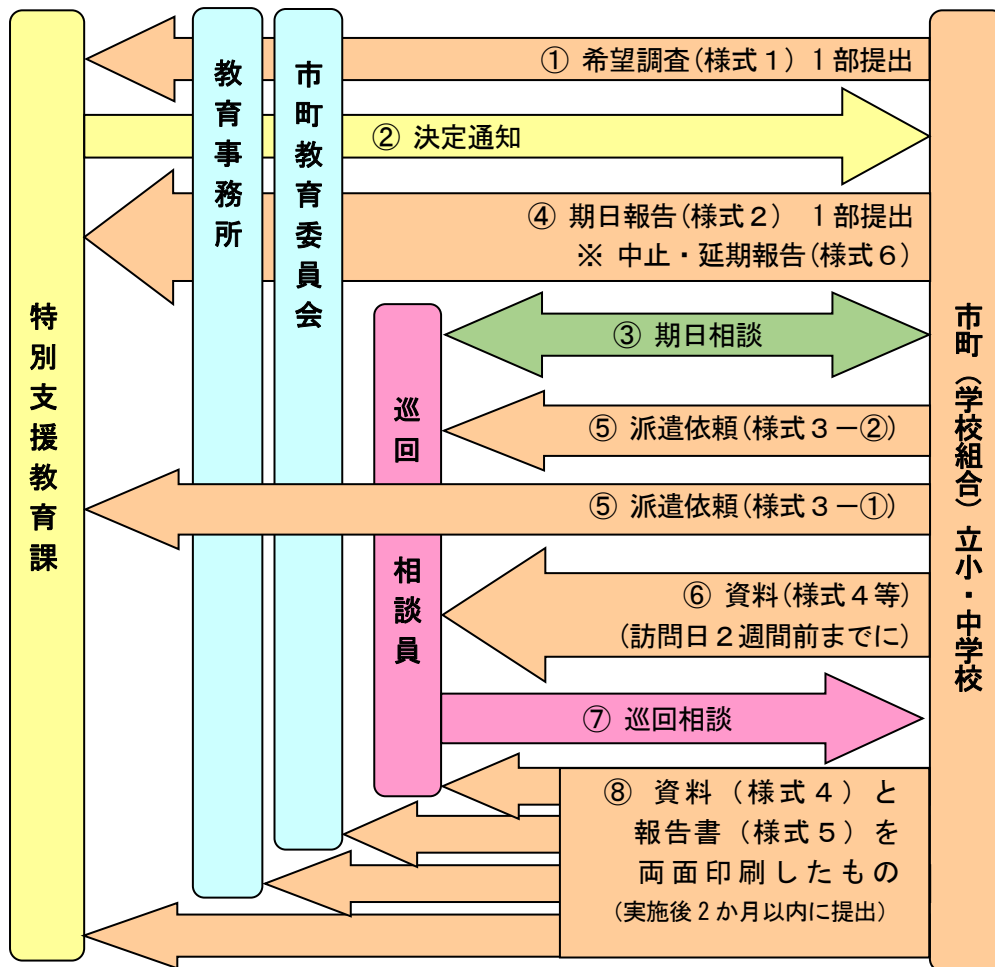 特別支援教育課
教育事務所
市町教育委員会
① 希望調査(様式１) １部提出
② 決定通知
④ 期日報告(様式２)　１部提出
※ 中止・延期報告(様式６)
③ 期日相談
巡回　相談員
⑤ 派遣依頼(様式３－②)
⑤ 派遣依頼(様式３－①)
⑥ 資料(様式４等)
(訪問日２週間前までに)
⑦ 巡回相談
⑧ 資料（様式４）と
報告書（様式５）を
両面印刷したもの
(実施後２か月以内に提出)
市町（学校組合）立小・中学校